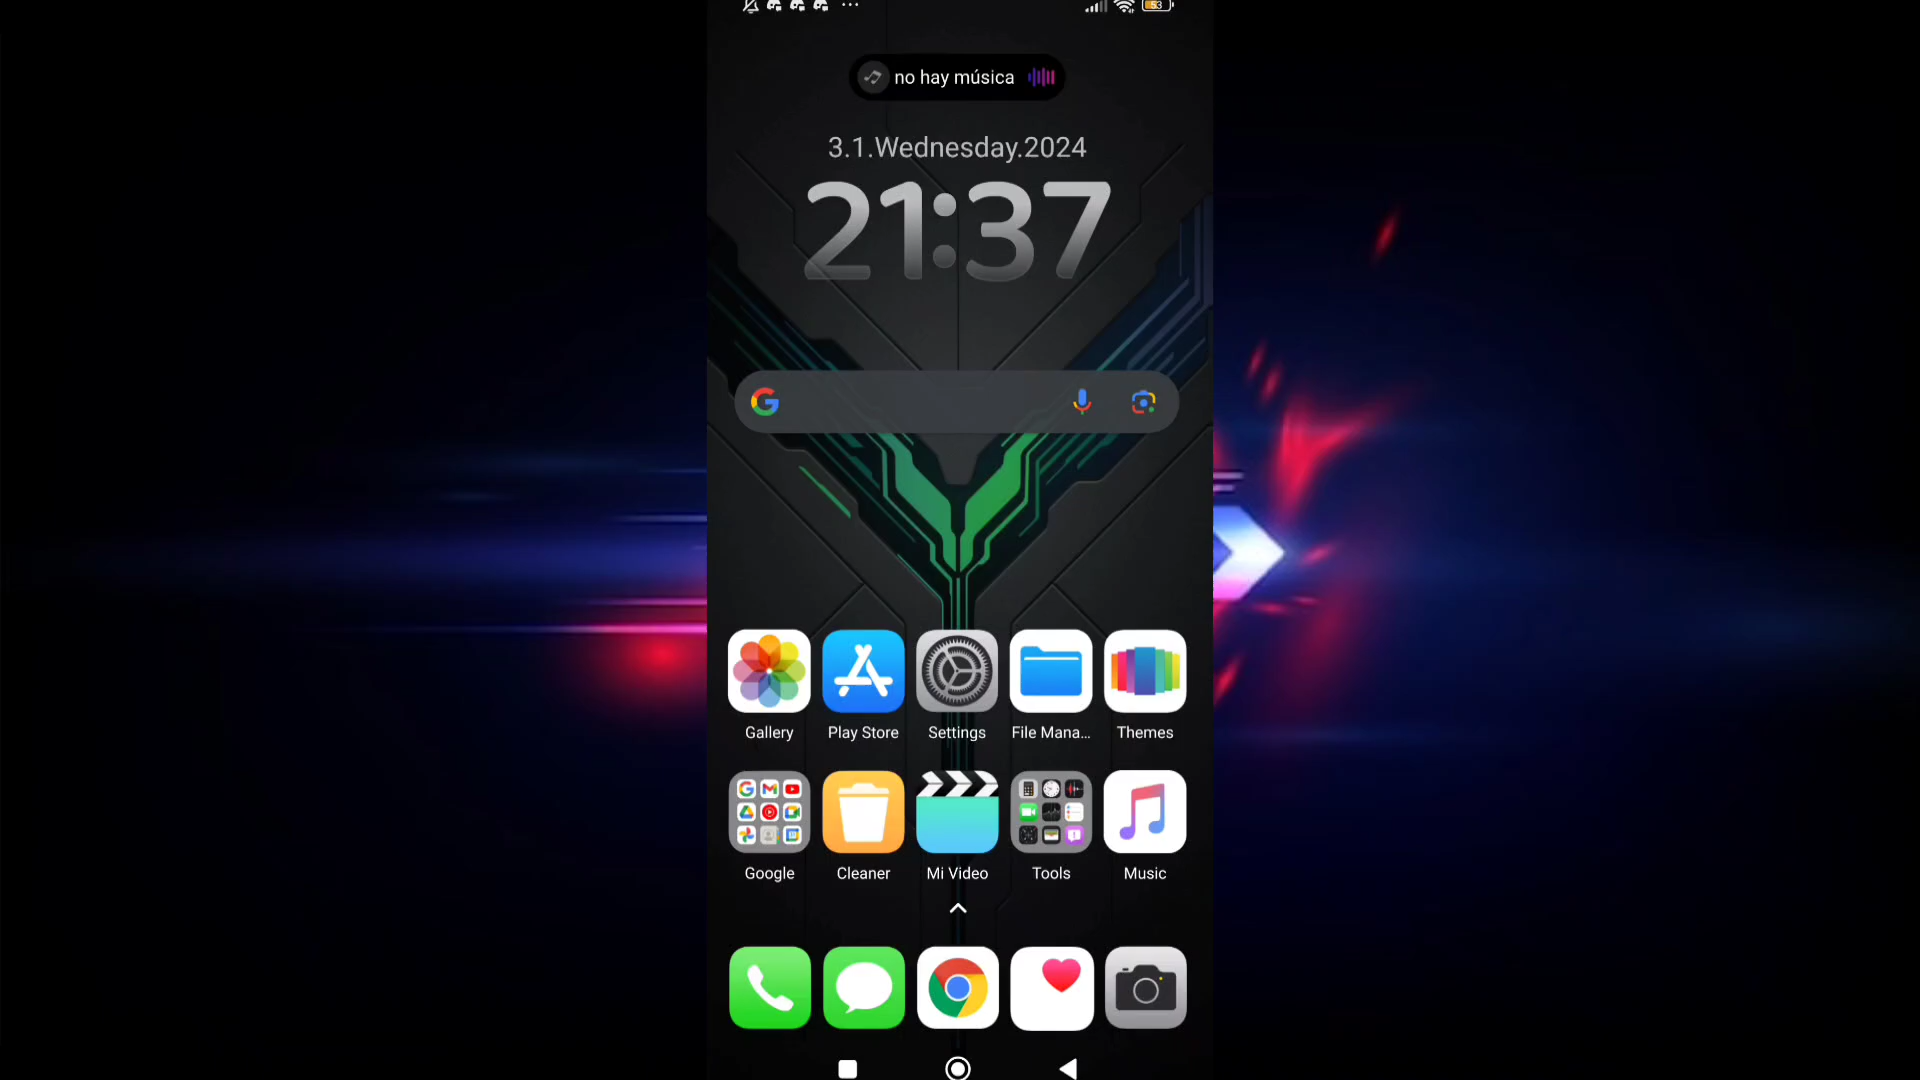 53
no hay música
3.1.Wednesday.2024
21:37
Gallery
Play Store
Settings
File Mana...
Themes
Google
Cleaner
Mi Video
Tools
Music